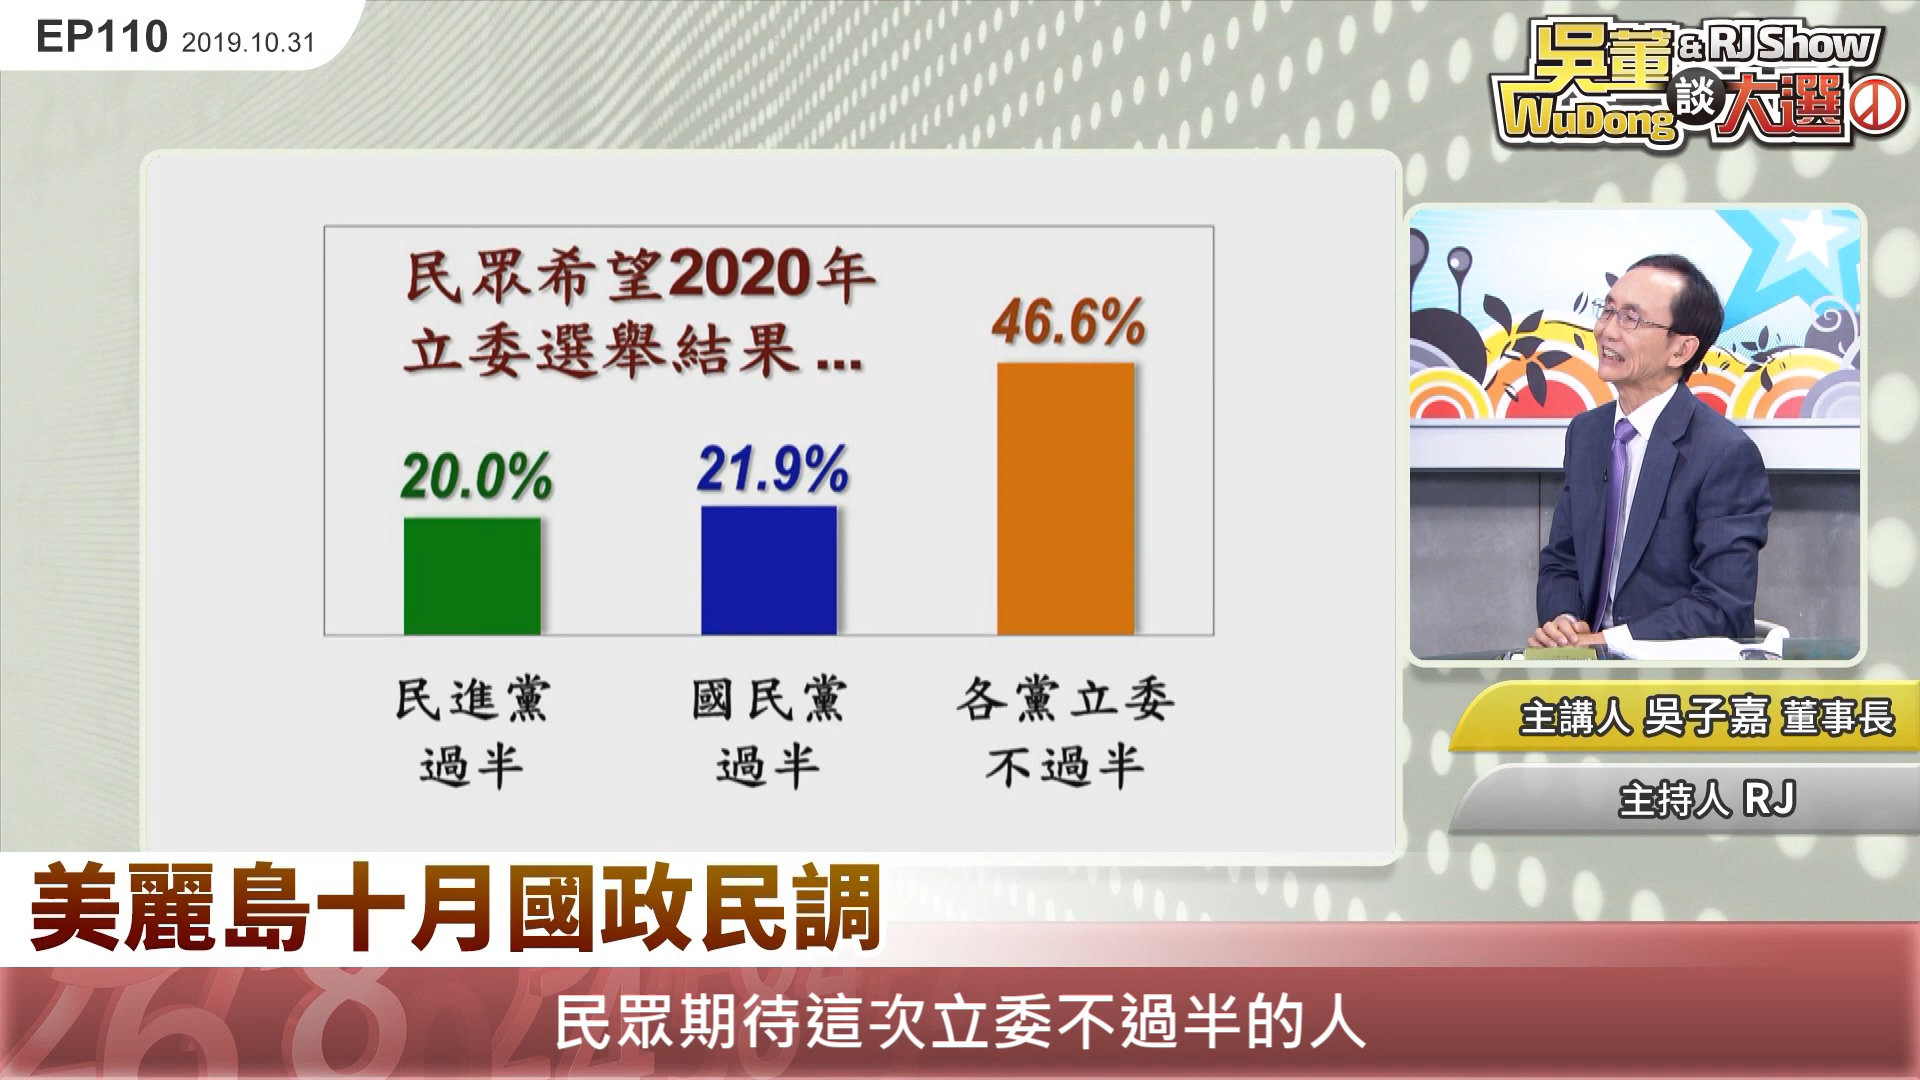 EP110 2019.10.31
吳董 & RJ Show
WuDong 談 大選
民眾希望2020年
立委選舉結果...
20.0%
21.9%
46.6%
民進黨
過半
國民黨
過半
各黨立委
不過半
主講人 吳子嘉 董事長
主持人 RJ
美麗島十月國政民調
民眾期待這次立委不過半的人